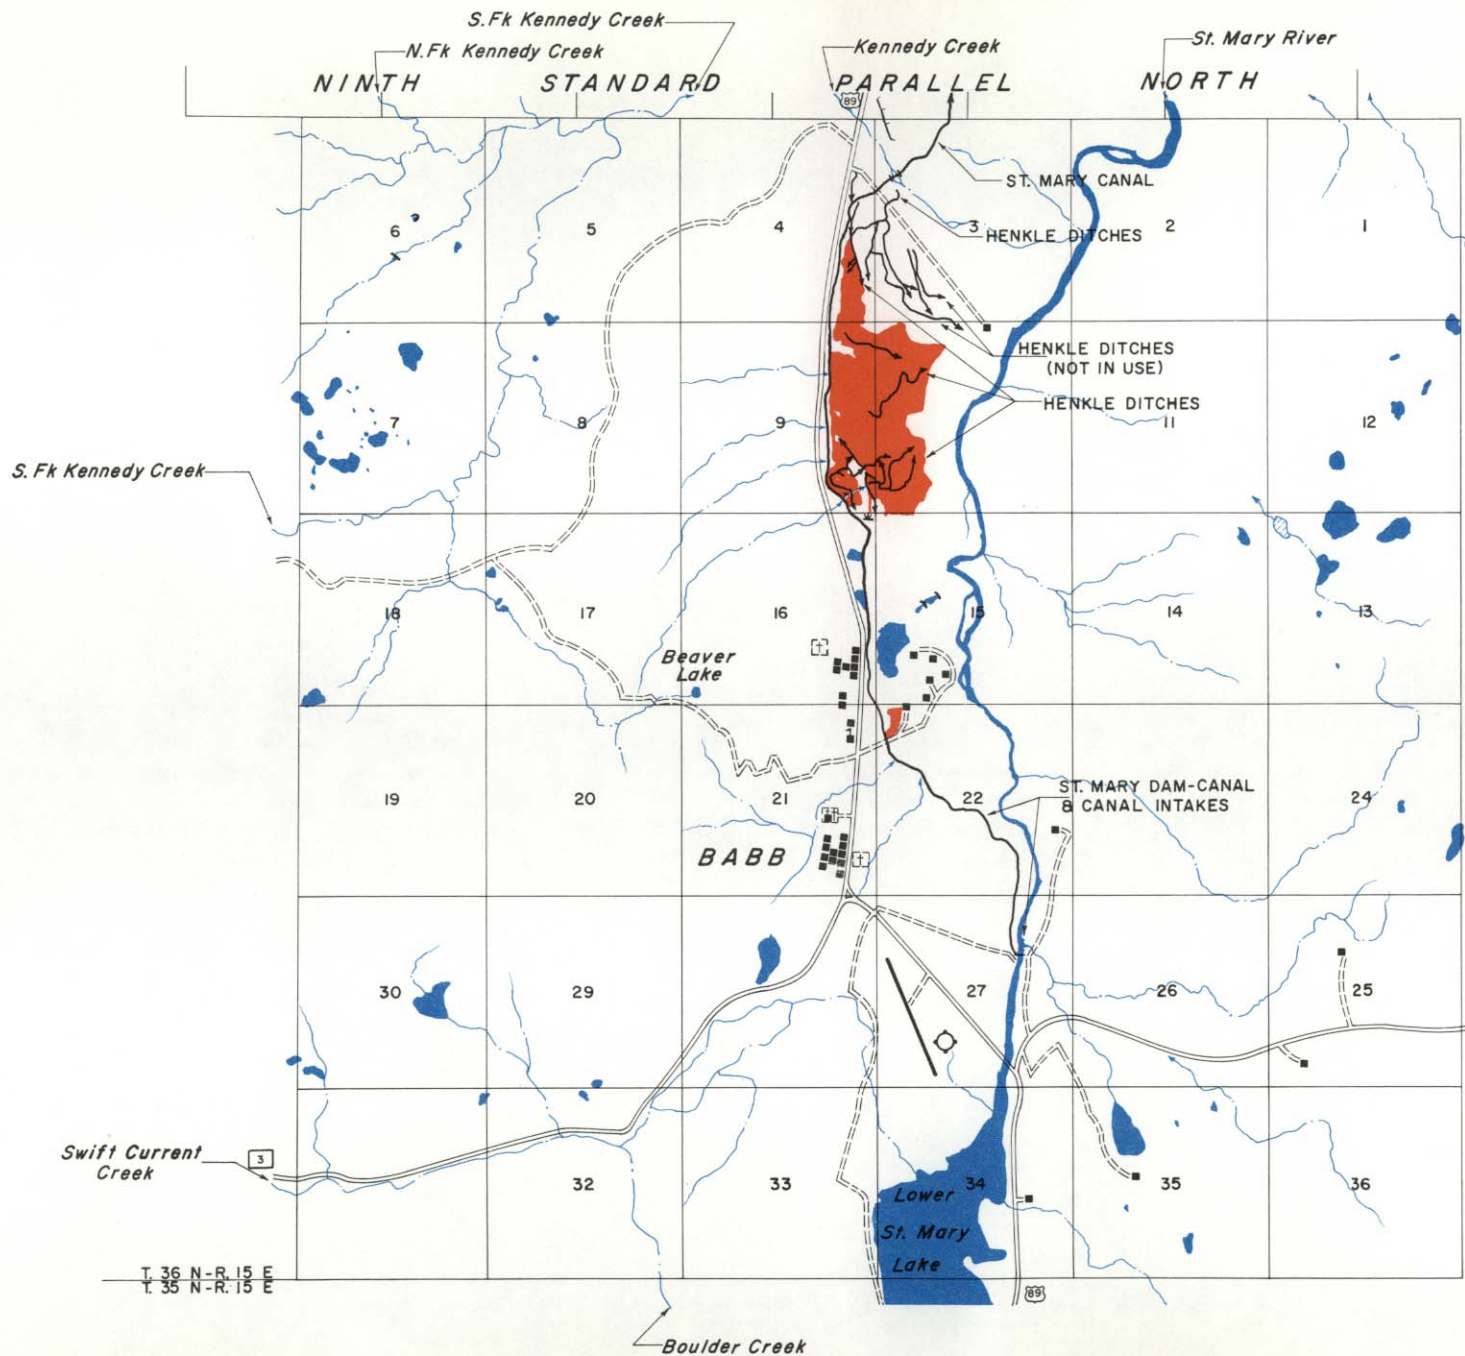 S. Fk Kennedy Creek
N. Fk Kennedy Creek
Kennedy Creek
St. Mary River
NINTH STANDARD PARALLEL NORTH
89
ST. MARY CANAL
6 5 4 3 2 1
HENKLE DITCHES
HENKLE DITCHES
(NOT IN USE)
HENKLE DITCHES
7 8 9 11 12
S. Fk Kennedy Creek
18 17 16 15 14 13
Beaver
Lake
ST. MARY DAM-CANAL
& CANAL INTAKES
19 20 21 22 24
BABB
30 29 27 26 25
Swift Current
Creek
3
32 33 34 35 36
Lower
St. Mary
Lake
T. 36 N-R. 15 E
T. 35 N-R. 15 E
89
Boulder Creek